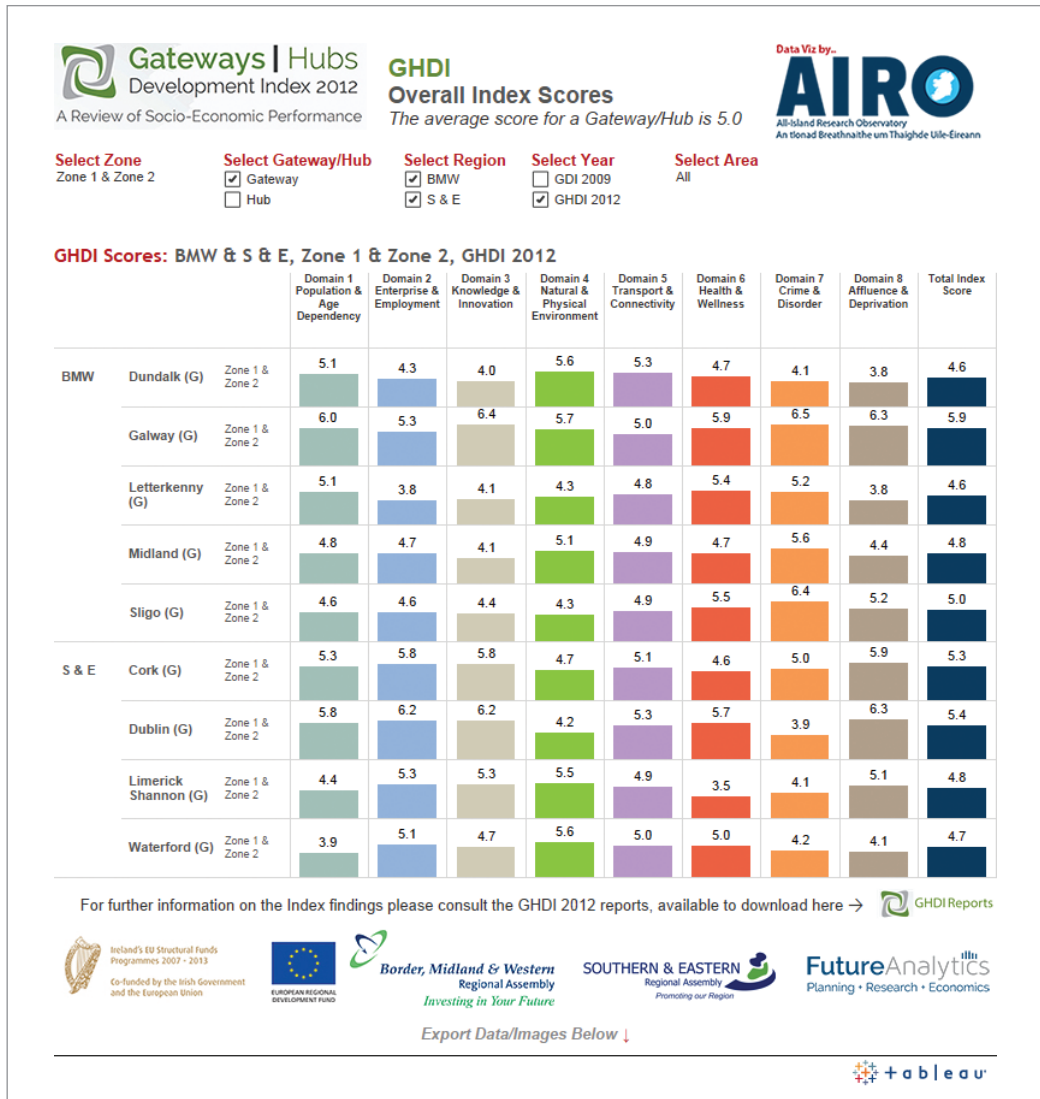 Gateways | Hubs
Development Index 2012
A Review of Socio-Economic Performance
GHDI
Overall Index Scores
The average score for a Gateway/Hub is 5.0
Data Viz by..
AIRO
All-Island Research Observatory
An tIonad Breathnaithe um Thaighde Uile-Éireann
Select Zone
Zone 1 & Zone 2
Select Gateway/Hub
Gateway
Hub
Select Region
BMW
S & E
Select Year
GDI 2009
GHDI 2012
Select Area
All
GHDI Scores: BMW & S & E, Zone 1 & Zone 2, GHDI 2012
Domain 1
Population &
Age
Dependency
Domain 2
Enterprise &
Employment
Domain 3
Knowledge &
Innovation
Domain 4
Natural &
Physical
Environment
Domain 5
Transport &
Connectivity
Domain 6
Health &
Wellness
Domain 7
Crime &
Disorder
Domain 8
Affluence &
Deprivation
Total Index
Score
BMW
Dundalk (G)
Zone 1 &
Zone 2
5.1 4.3 4.0 5.6 5.3 4.7 4.1 3.8 4.6
Galway (G)
Zone 1 &
Zone 2
6.0 5.3 6.4 5.7 5.0 5.9 6.5 6.3 5.9
Letterkenny
(G)
Zone 1 &
Zone 2
5.1 3.8 4.1 4.3 4.8 5.4 5.2 3.8 4.6
Midland (G)
Zone 1 &
Zone 2
4.8 4.7 4.1 5.1 4.9 4.7 5.6 4.4 4.8
Sligo (G)
Zone 1 &
Zone 2
4.6 4.6 4.4 4.3 4.9 5.5 6.4 5.2 5.0
S & E
Cork (G)
Zone 1 &
Zone 2
5.3 5.8 5.8 4.7 5.1 4.6 5.0 5.9 5.3
Dublin (G)
Zone 1 &
Zone 2
5.8 6.2 6.2 4.2 5.3 5.7 3.9 6.3 5.4
Limerick
Shannon (G)
Zone 1 &
Zone 2
4.4 5.3 5.3 5.5 4.9 3.5 4.1 5.1 4.8
Waterford (G)
Zone 1 &
Zone 2
3.9 5.1 4.7 5.6 5.0 5.0 4.2 4.1 4.7
For further information on the Index findings please consult the GHDI 2012 reports, available to download here →
GHDI Reports
Ireland's EU Structural Funds
Programmes 2007 - 2013
Co-funded by the Irish Government
and the European Union
EUROPEAN REGIONAL
DEVELOPMENT FUND
Border, Midland & Western
Regional Assembly
Investing in Your Future
SOUTHERN & EASTERN
Regional Assembly
Promoting our Region
FutureAnalytics
Planning • Research • Economics
Export Data/Images Below ↓
tableau